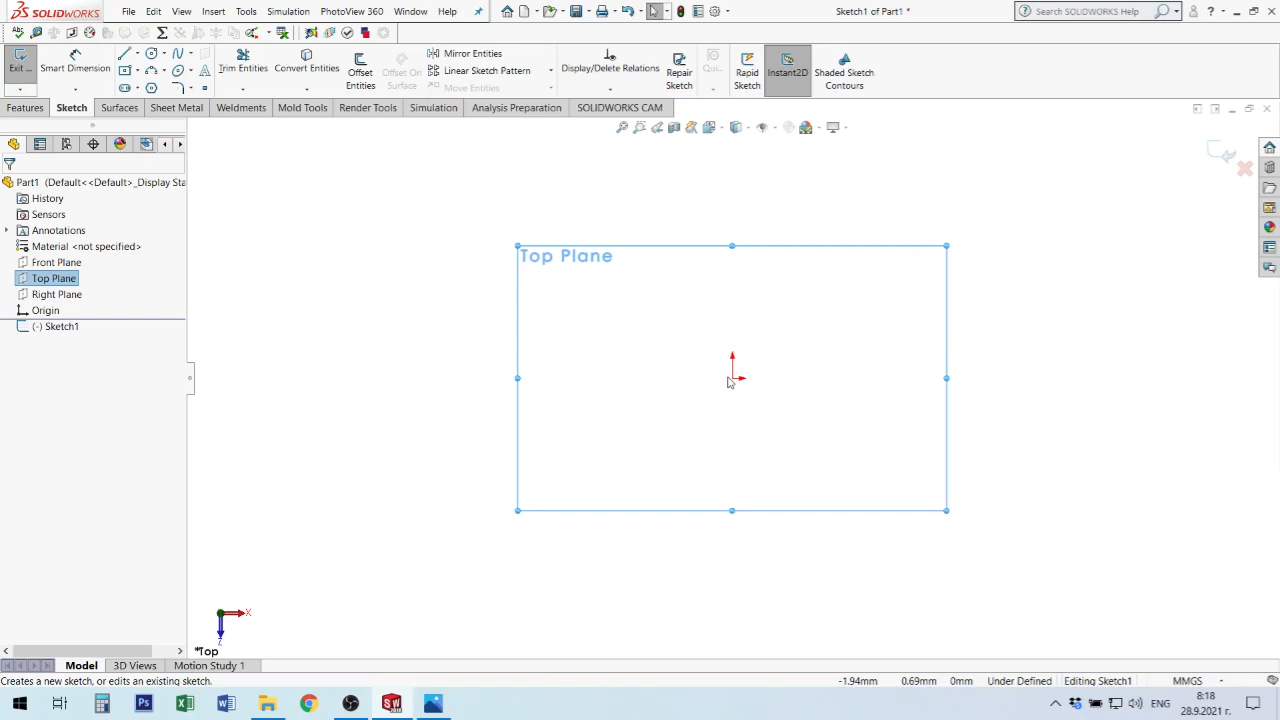 SOLIDWORKS
File
Edit
View
Insert
Tools
Simulation
PhotoView 360
Window
Help
Sketch1 of Part1 *
Search SOLIDWORKS Help
Exit ...
Smart Dimension
Trim Entities
Convert Entities
Offset
Entities
Offset On
Surface
Mirror Entities
Linear Sketch Pattern
Move Entities
Display/Delete Relations
Repair
Sketch
Qui...
Rapid
Sketch
Instant2D
Shaded Sketch
Contours
Features
Sketch
Surfaces
Sheet Metal
Weldments
Mold Tools
Render Tools
Simulation
Analysis Preparation
SOLIDWORKS CAM
Part1 (Default<<Default>_Display Sta
History
Sensors
Annotations
Material <not specified>
Front Plane
Top Plane
Right Plane
Origin
(-) Sketch1
Top Plane
X
Z
*Top
Model
3D Views
Motion Study 1
Creates a new sketch, or edits an existing sketch.
-1.94mm
0.69mm
0mm
Under Defined
Editing Sketch1
MMGS
ЕНГ
8:18
28.9.2021 г.